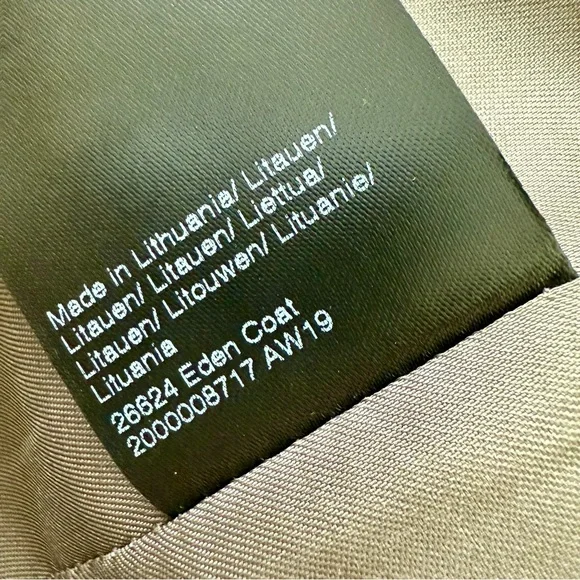 Made in Lithuania/ Litauen/
Litauen/ Litauen/ Liettua/
Litauen/ Litouwen/ Lituanie/
Lituania
26624 Eden Coat
2000008717 AW19